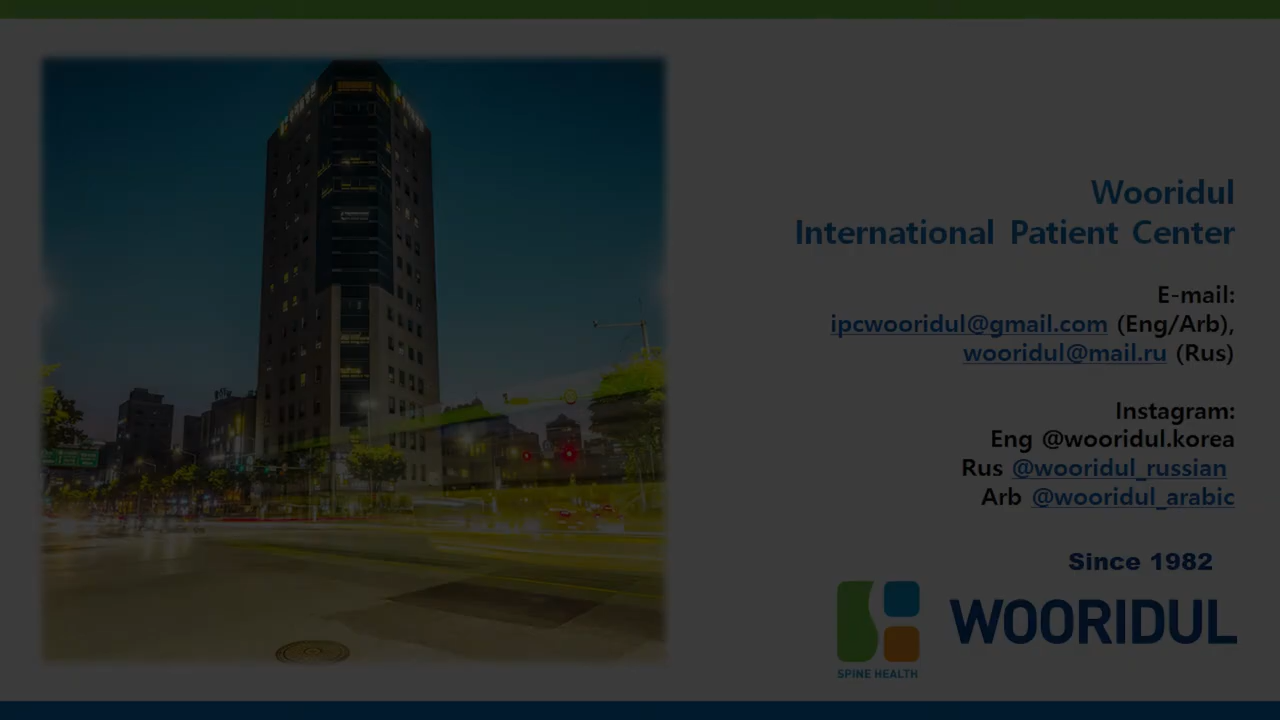 Wooridul
International Patient Center
E-mail:
ipcwooridul@gmail.com (Eng/Arb),
wooridul@mail.ru (Rus)
Instagram:
Eng @wooridul.korea
Rus @wooridul_russian
Arb @wooridul_arabic
Since 1982
WOORIDUL
SPINE HEALTH